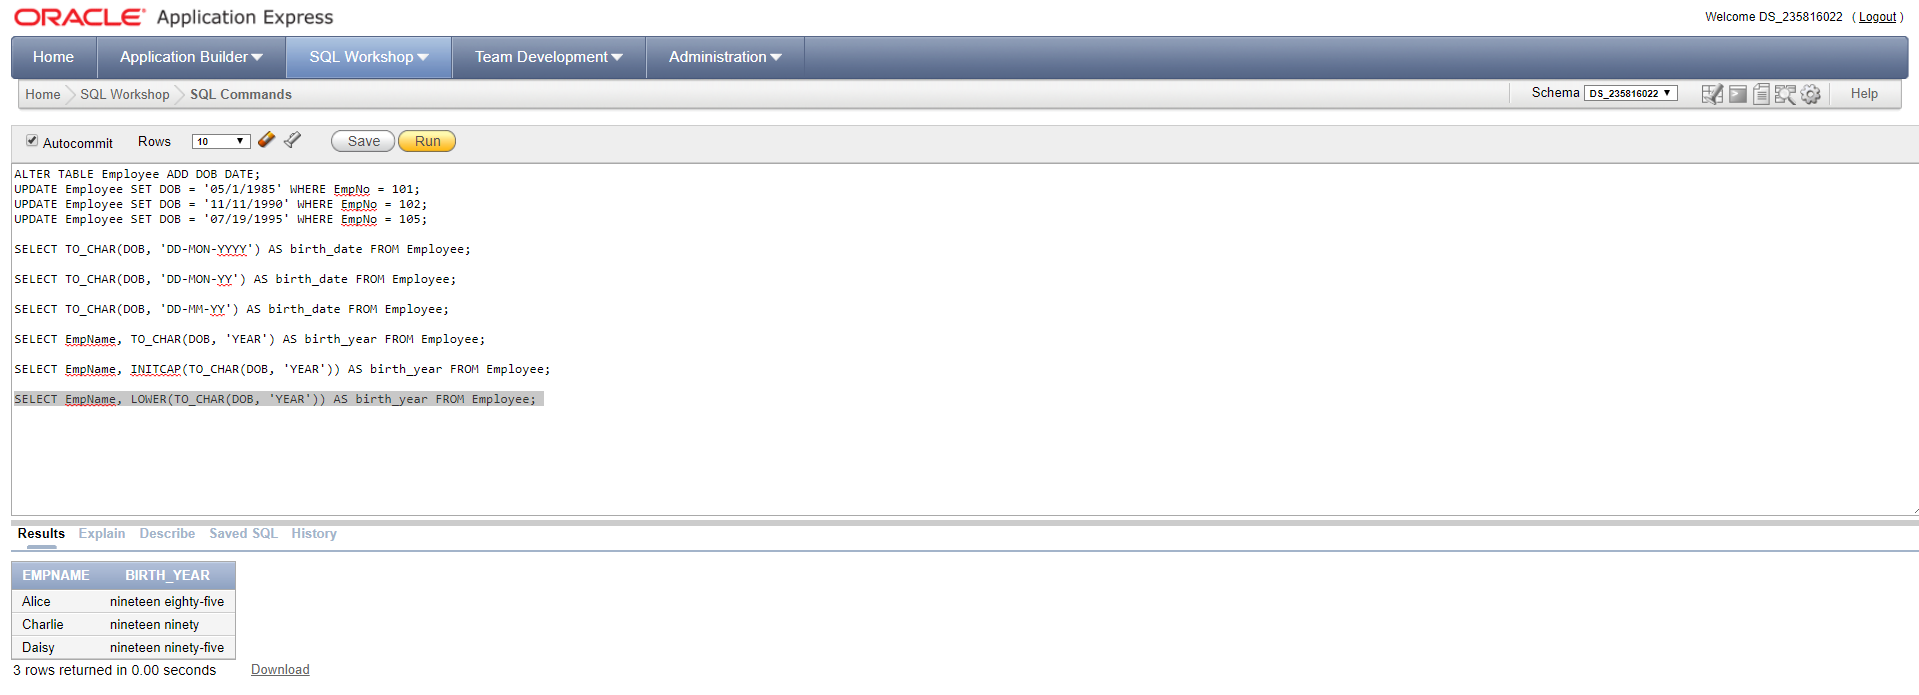 ORACLE® Application Express
Welcome DS_235816022 ( Logout )
Home Application Builder SQL Workshop Team Development Administration
Home SQL Workshop SQL Commands Schema DS_235816022 Help
Autocommit Rows 10 Save Run
ALTER TABLE Employee ADD DOB DATE;
UPDATE Employee SET DOB = '05/1/1985' WHERE EmpNo = 101;
UPDATE Employee SET DOB = '11/11/1990' WHERE EmpNo = 102;
UPDATE Employee SET DOB = '07/19/1995' WHERE EmpNo = 105;
SELECT TO_CHAR(DOB, 'DD-MON-YYYY') AS birth_date FROM Employee;
SELECT TO_CHAR(DOB, 'DD-MON-YY') AS birth_date FROM Employee;
SELECT TO_CHAR(DOB, 'DD-MM-YY') AS birth_date FROM Employee;
SELECT EmpName, TO_CHAR(DOB, 'YEAR') AS birth_year FROM Employee;
SELECT EmpName, INITCAP(TO_CHAR(DOB, 'YEAR')) AS birth_year FROM Employee;
SELECT EmpName, LOWER(TO_CHAR(DOB, 'YEAR')) AS birth_year FROM Employee;
Results Explain Describe Saved SQL History
EMPNAME BIRTH_YEAR
Alice nineteen eighty-five
Charlie nineteen ninety
Daisy nineteen ninety-five
3 rows returned in 0.00 seconds Download